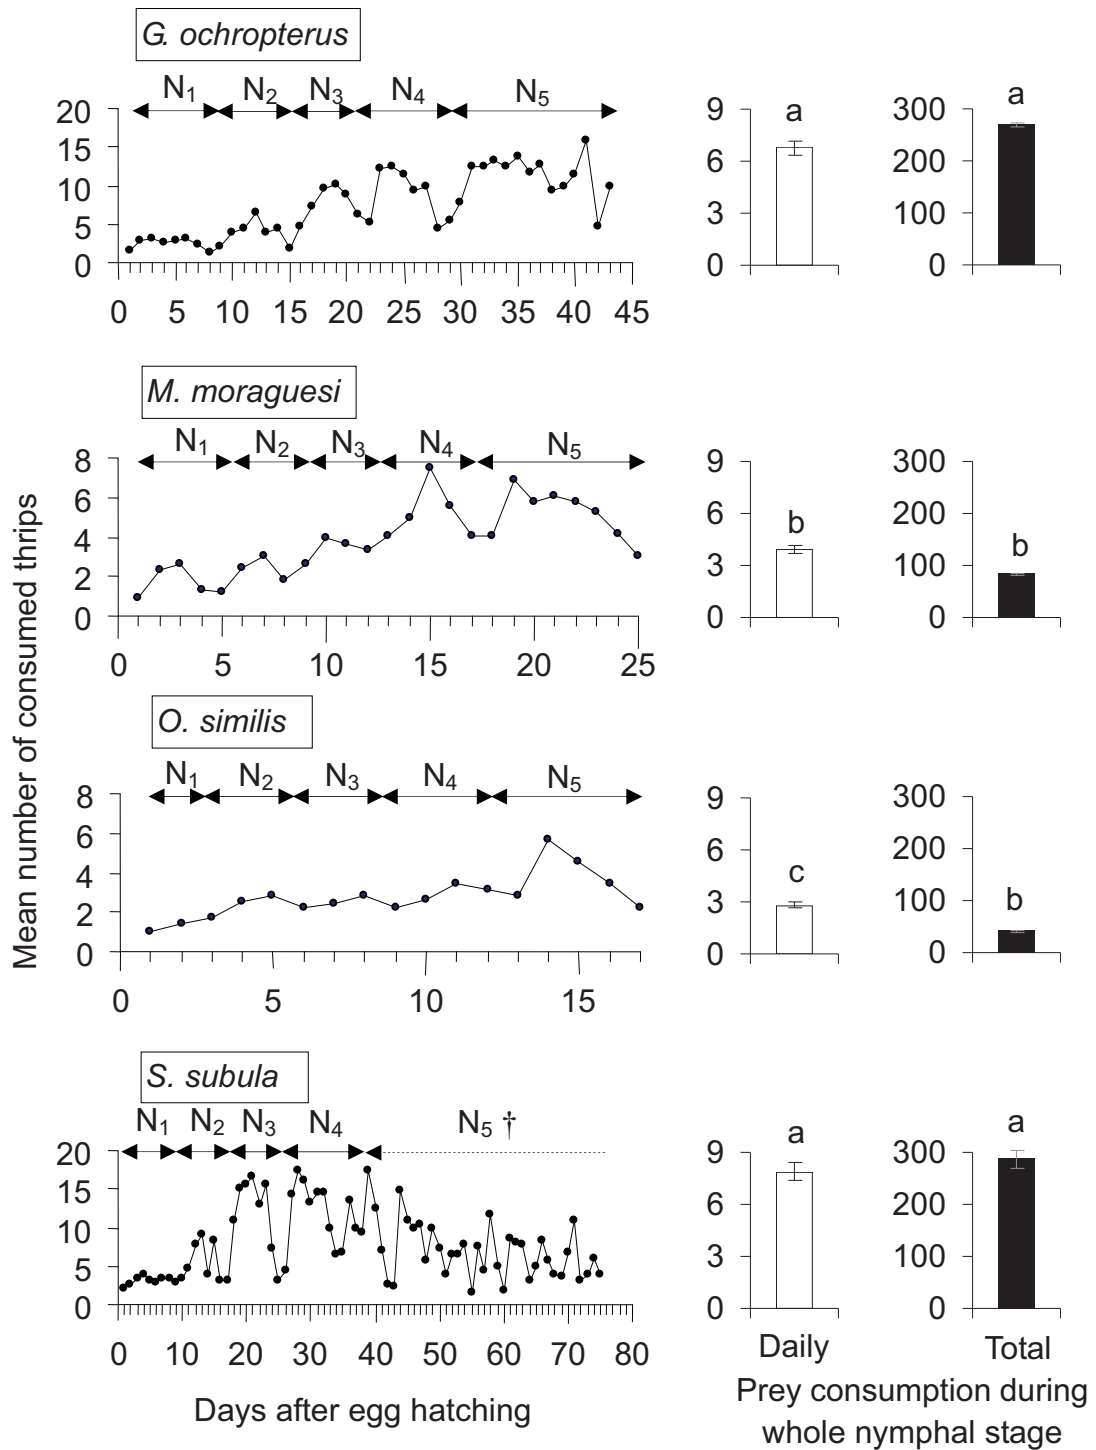 G. ochropterus
N₁ N₂ N₃ N₄ N₅
20
15
10
5
0
0 5 10 15 20 25 30 35 40 45
9
6
3
0
a
300
200
100
0
a
M. moraguesi
N₁ N₂ N₃ N₄ N₅
8
6
4
2
0
0 5 10 15 20 25
9
6
3
0
b
300
200
100
0
b
Mean number of consumed thrips
O. similis
N₁ N₂ N₃ N₄ N₅
8
6
4
2
0
0 5 10 15
9
6
3
0
c
300
200
100
0
b
S. subula
N₁ N₂ N₃ N₄ N₅ †
20
15
10
5
0
0 10 20 30 40 50 60 70 80
Days after egg hatching
9
6
3
0
a
Daily
300
200
100
0
a
Total
Prey consumption during
whole nymphal stage